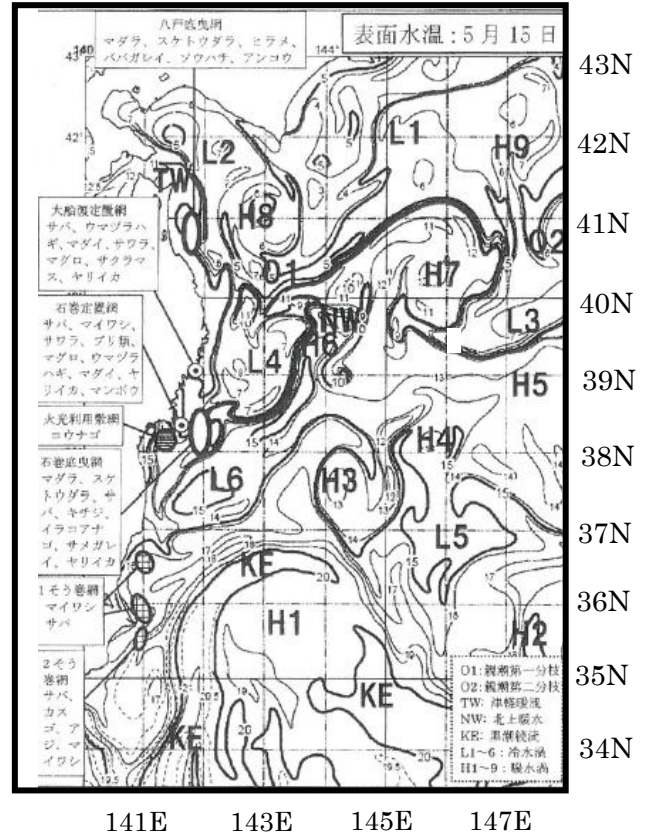 八戸底曳網
マダラ、スケトウダラ、ヒラメ、
ババガレイ、ソウハチ、アンコウ
表面水温:5月15日
140
144°
43°
42°
41°
40°
大船渡定置網
サバ、ウマヅラハ
ギ、マダイ、サワラ、
マグロ、サクラマ
ス、ヤリイカ
石巻定置網
サバ、マイワシ、
サワラ、ブリ類、
マグロ、ウマヅラ
ハギ、マダイ、ヤ
リイカ、マンボウ
火光利用敷網
コウナゴ
石巻底曳網
マダラ、スケ
トウダラ、サ
バ、キチジ、
イラコアナ
ゴ、サメガレ
イ、ヤリイカ
1そう巻網
マイワシ
サバ
2そう
巻網
サバ、
カス
ゴ、ア
ジ、マ
イワシ
L1
L2
H9
TW
H8
O2
O1
H7
NW
H6
L3
L4
H5
H4
H3
L6
L5
KE
H1
H2
KE
KE
O1:親潮第一分枝
O2:親潮第二分枝
TW:津軽暖流
NW:北上暖水
KE:黒潮続流
L1～6:冷水渦
H1～9:暖水渦
43N
42N
41N
40N
39N
38N
37N
36N
35N
34N
141E 143E 145E 147E